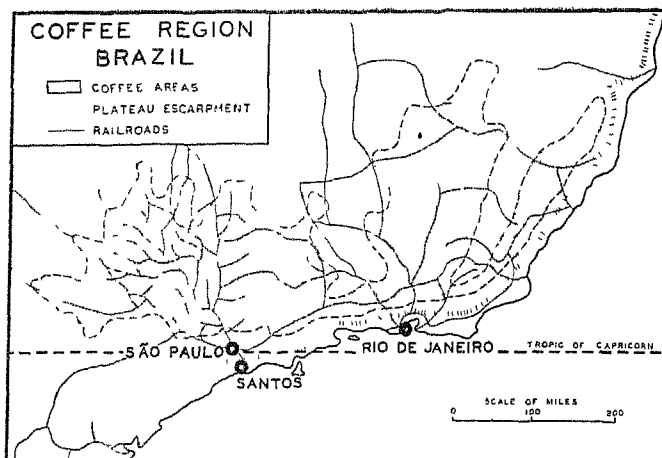 COFFEE REGION
BRAZIL
COFFEE AREAS
PLATEAU ESCARPMENT
RAILROADS
SÃO PAULO
RIO DE JANEIRO
TROPIC OF CAPRICORN
SANTOS
SCALE OF MILES
0 100 200